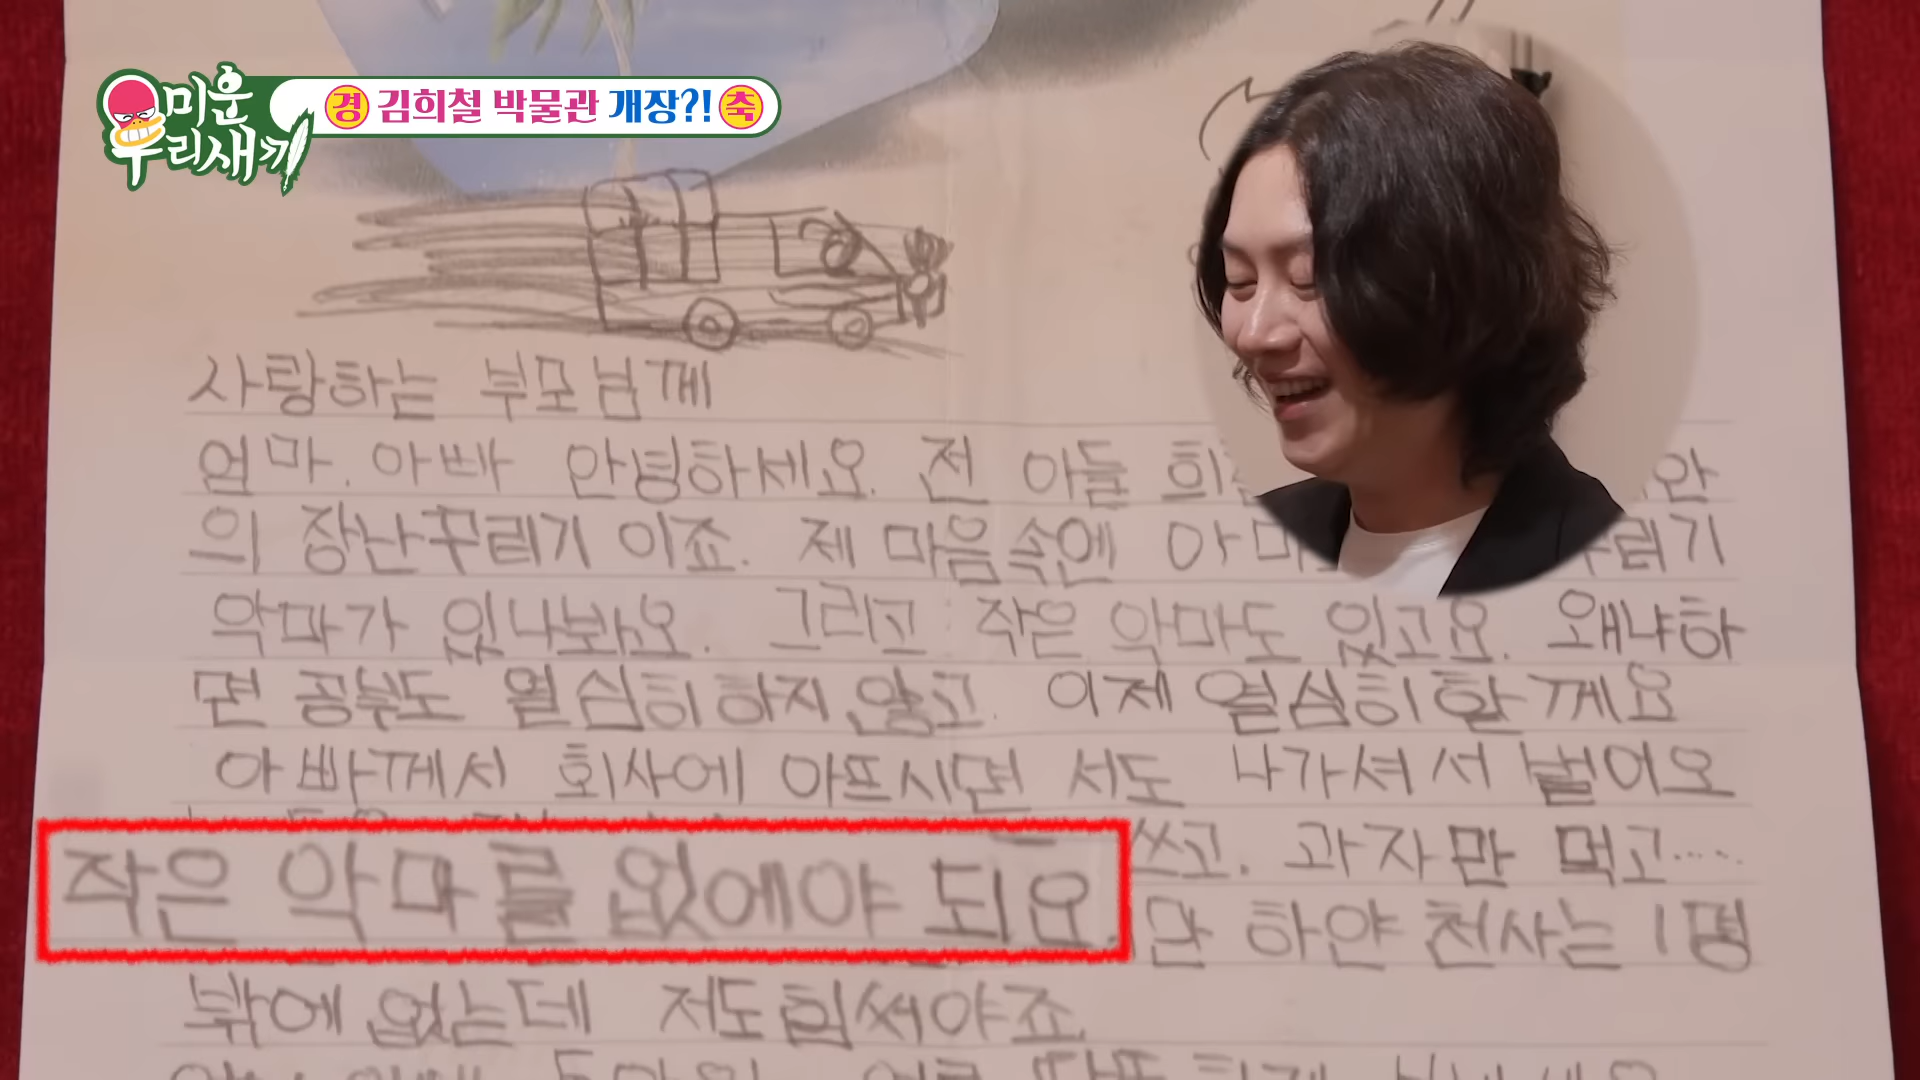 미운 우리새끼
경 김희철 박물관 개장?! 축
사랑하는 부모님께
엄마. 아빠 안녕하세요. 전 아들 희
의 장난꾸러기 이죠. 제 마음속엔 아마 꾸러기
악마가 있나봐요. 그리고 작은 악마도 있고요. 왜냐하
면 공부도 열심히 하지 않고. 이제 열심히 할께요
아빠께서 회사에 아프시면 서도 나가셔서 벌어오
쓰고. 과자만 먹고....
작은 악마를 없에야 되요.
만 하얀 천사는 1명
밖에 없는데 저도 힘써야죠.